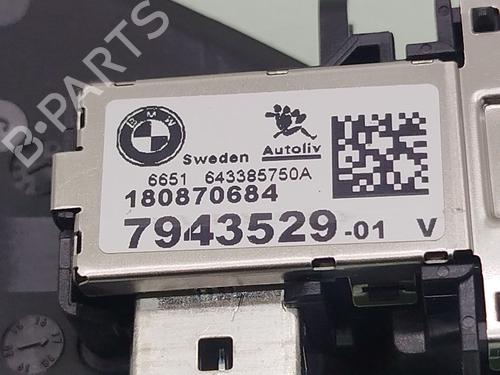 B-PARTS
BMW
Sweden Autoliv
6651 643385750A
180870684
7943529-01 V